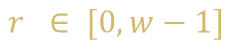 r ∈ [0, w − 1]